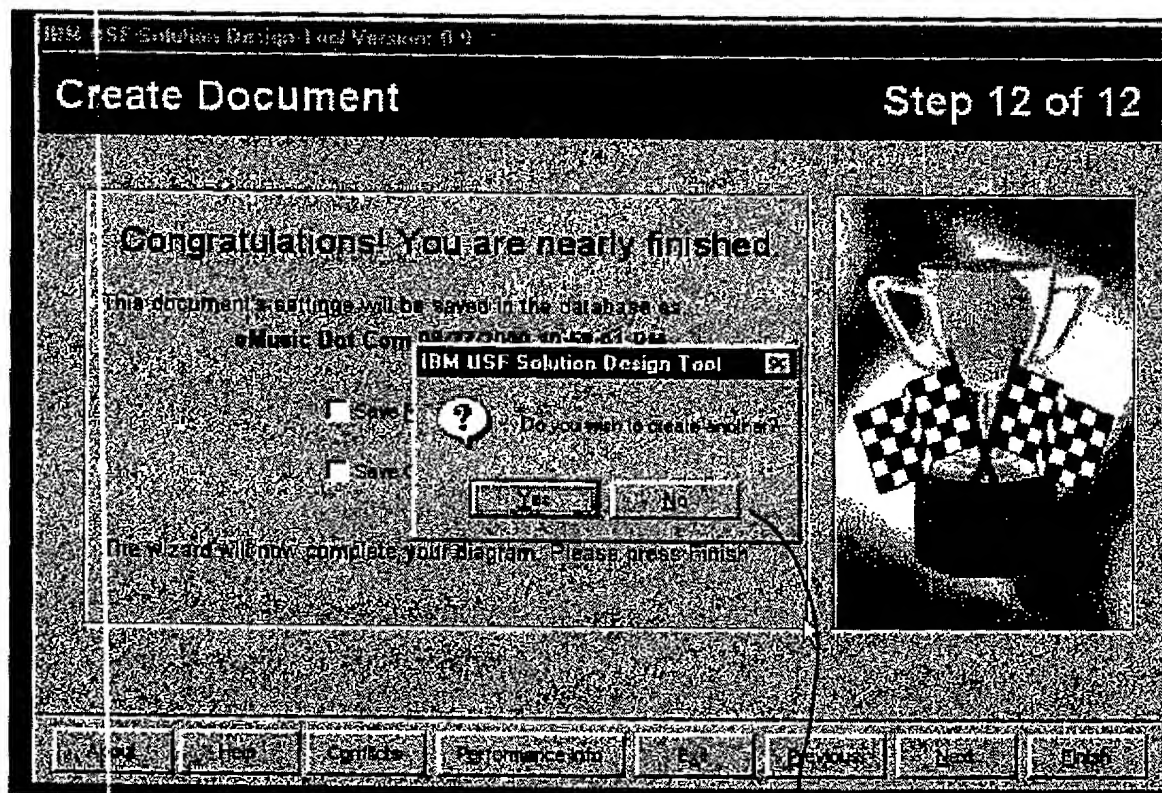 IBM USF Solution Design Tool Version: 0.9
Create Document
Step 12 of 12
Congratulations! You are nearly finished.
This document's settings will be saved in the database as
eMusic Dot Com
IBM USF Solution Design Tool
Save
Do you wish to create another?
Save
Yes No
The wizard will now complete your diagram. Please press Finish
About Help Conflicts Performance Info Exit Previous Next Finish